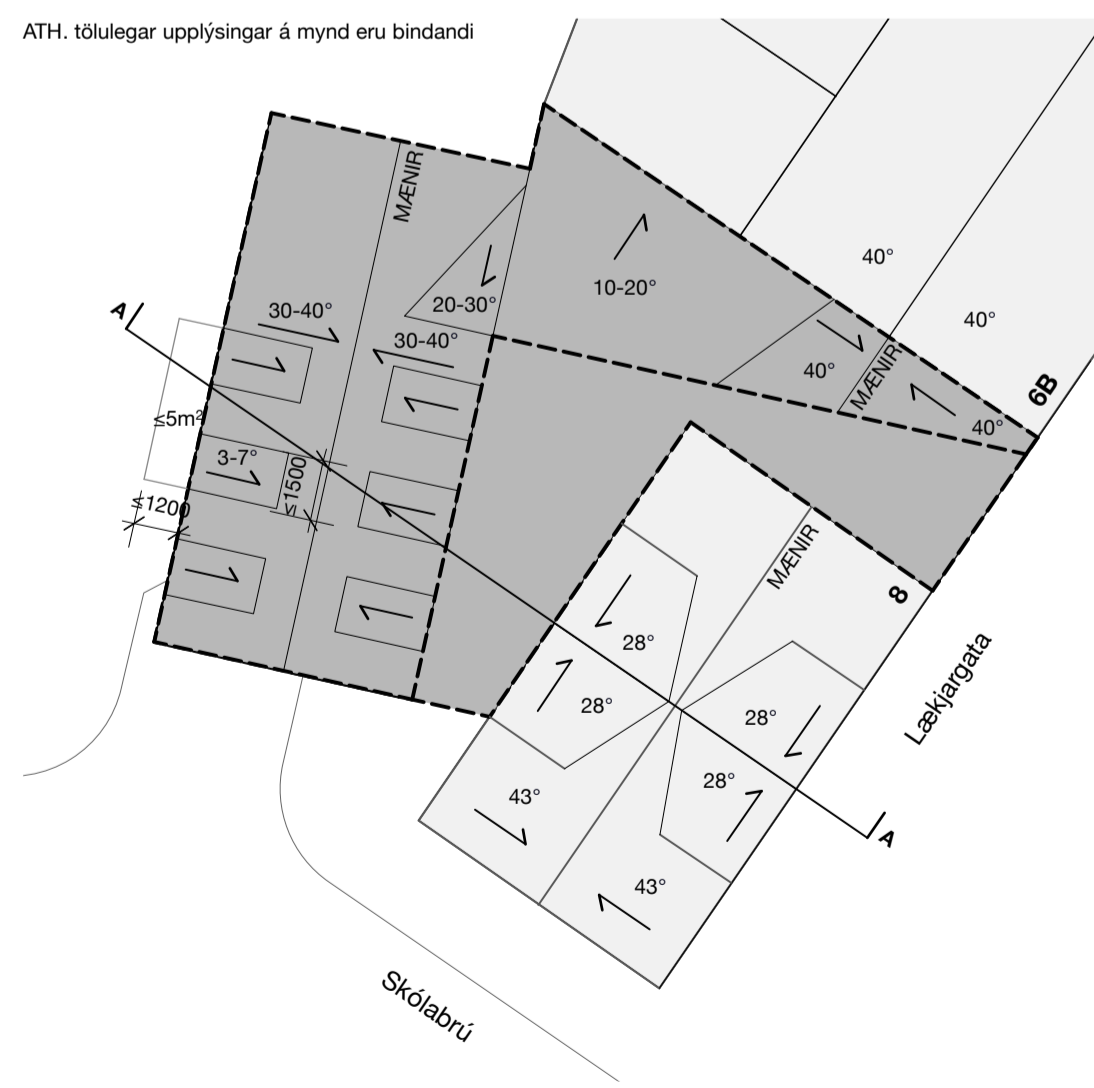 ATH. tölulegar upplýsingar á mynd eru bindandi
MÆNIR
40°
10-20°
20-30°
A
30-40°
30-40°
40°
40°
MÆNIR
6B
40°
≤5m²
3-7°
≤1500
≤1200
MÆNIR
8
28°
28°
28°
28°
Lækjargata
43°
A
43°
Skólabrú